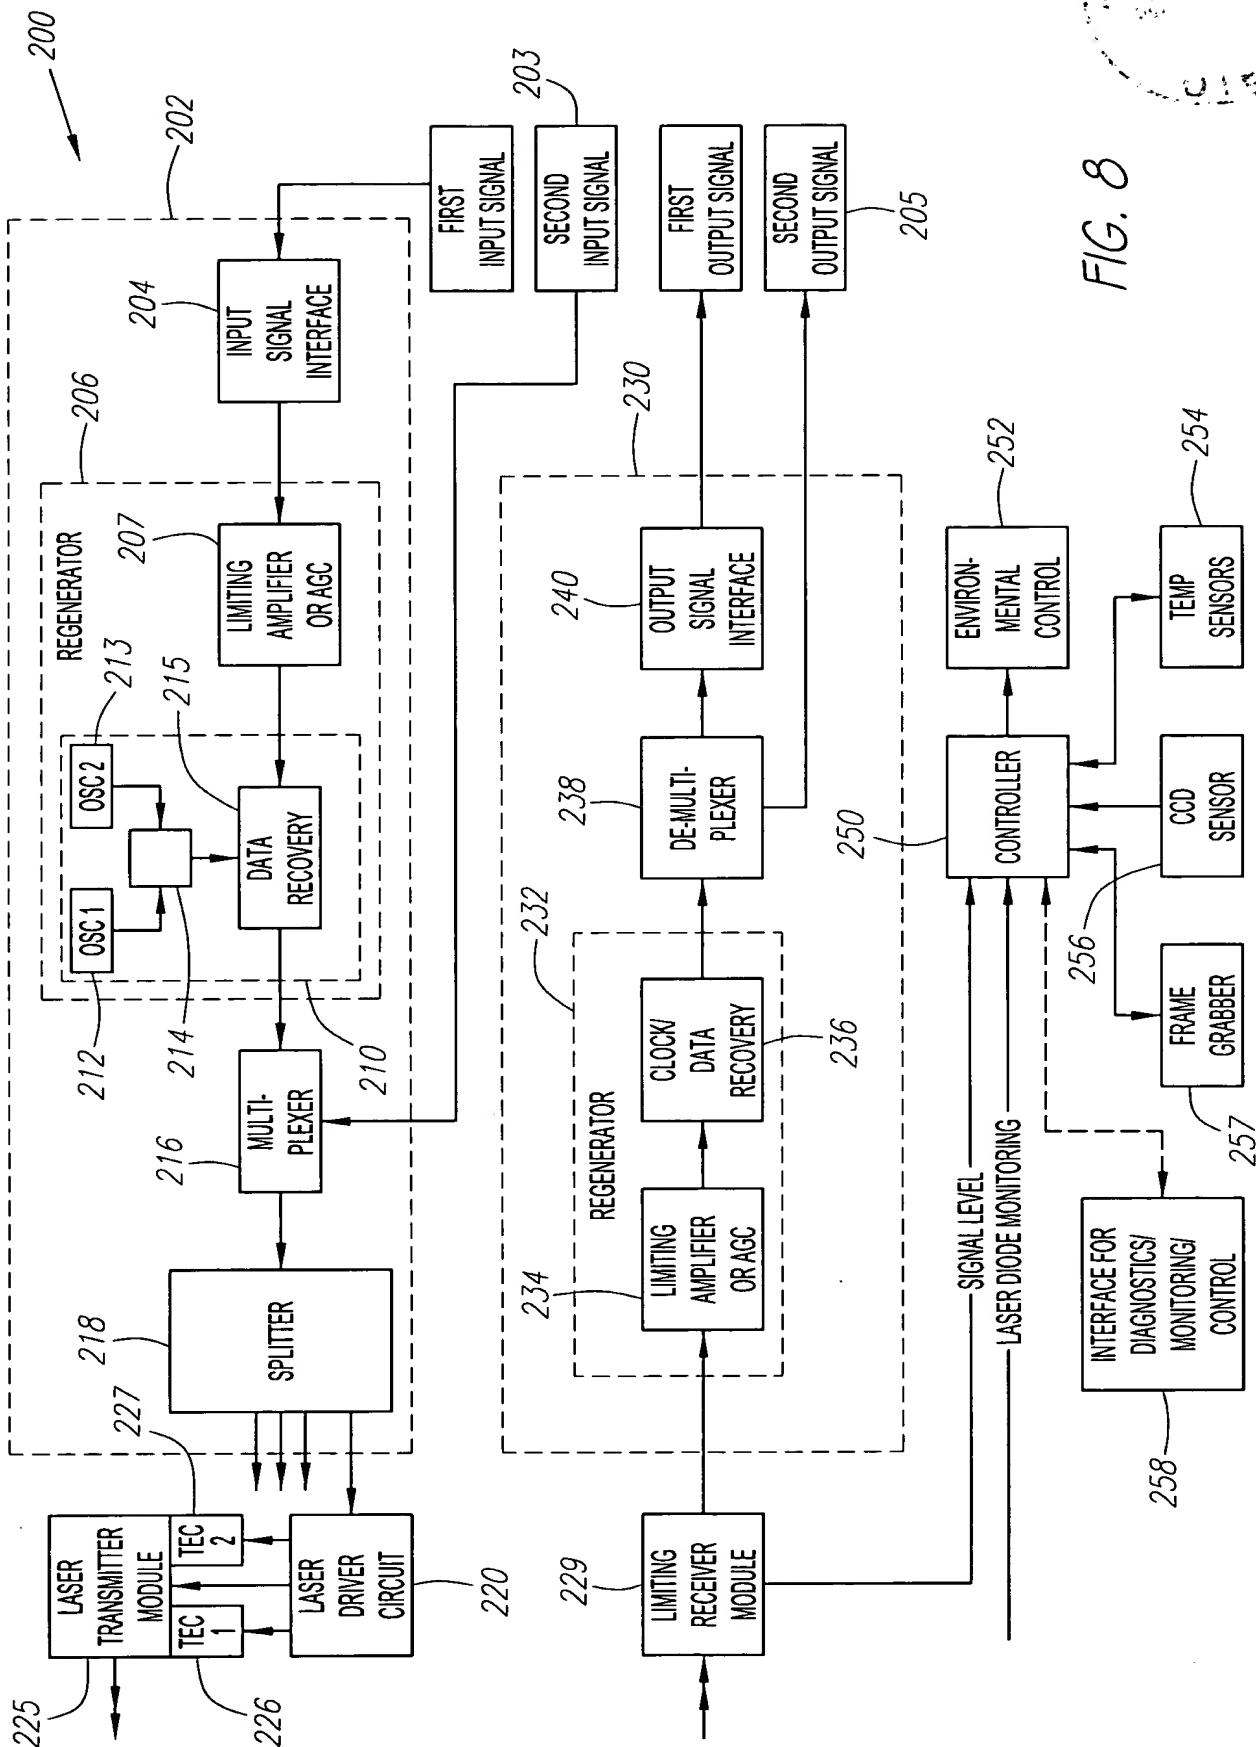 200
202
204
INPUT
SIGNAL
INTERFACE
206
REGENERATOR
207
LIMITING
AMPLIFIER
OR AGC
213
OSC 2
215
OSC 1
DATA
RECOVERY
212
214
210
216
MULTI-
PLEXER
218
SPLITTER
227
LASER
TRANSMITTER
MODULE
TEC
2
TEC
1
225
226
LASER
DRIVER
CIRCUIT
220
FIRST
INPUT SIGNAL
203
SECOND
INPUT SIGNAL
FIRST
OUTPUT SIGNAL
SECOND
OUTPUT SIGNAL
205
230
240
OUTPUT
SIGNAL
INTERFACE
238
DE-MULTI-
PLEXER
232
CLOCK/
DATA
RECOVERY
236
REGENERATOR
234
LIMITING
AMPLIFIER
OR AGC
229
LIMITING
RECEIVER
MODULE
252
ENVIRON-
MENTAL
CONTROL
254
TEMP
SENSORS
250
CONTROLLER
CCD
SENSOR
256
FRAME
GRABBER
257
SIGNAL LEVEL
LASER DIODE MONITORING
INTERFACE FOR
DIAGNOSTICS/
MONITORING/
CONTROL
258
FIG. 8